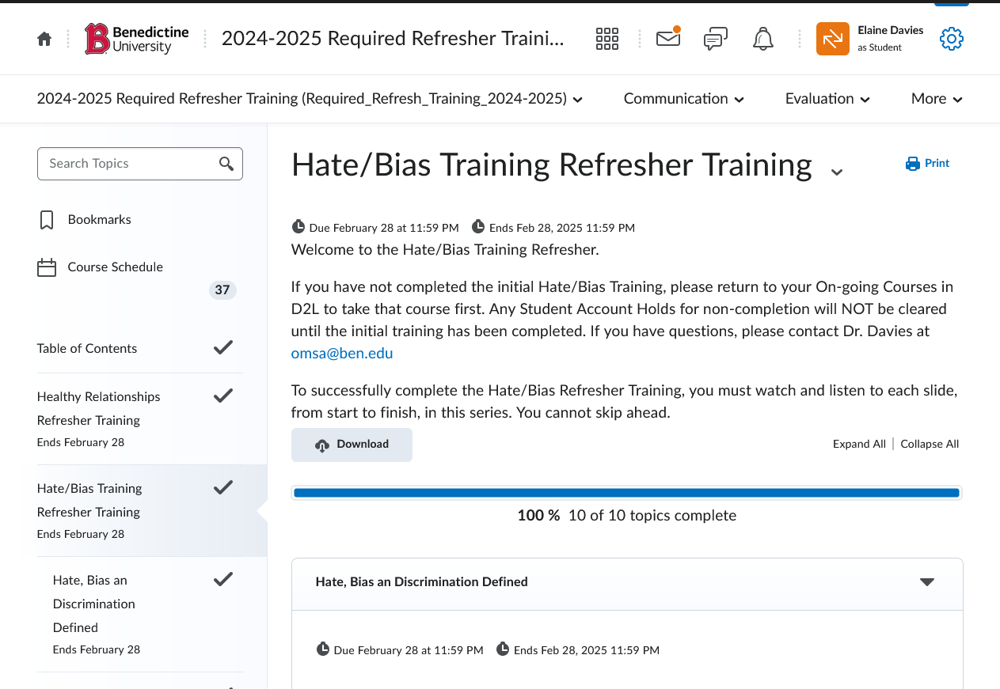 Benedictine
University
2024-2025 Required Refresher Traini...
Elaine Davies
as Student
2024-2025 Required Refresher Training (Required_Refresh_Training_2024-2025)
Communication
Evaluation
More
Search Topics
Bookmarks
Course Schedule
37
Table of Contents
Healthy Relationships
Refresher Training
Ends February 28
Hate/Bias Training
Refresher Training
Ends February 28
Hate, Bias an
Discrimination
Defined
Ends February 28
Hate/Bias Training Refresher Training
Print
Due February 28 at 11:59 PM
Ends Feb 28, 2025 11:59 PM
Welcome to the Hate/Bias Training Refresher.
If you have not completed the initial Hate/Bias Training, please return to your On-going Courses in
D2L to take that course first. Any Student Account Holds for non-completion will NOT be cleared
until the initial training has been completed. If you have questions, please contact Dr. Davies at
omsa@ben.edu
To successfully complete the Hate/Bias Refresher Training, you must watch and listen to each slide,
from start to finish, in this series. You cannot skip ahead.
Download
Expand All | Collapse All
100 % 10 of 10 topics complete
Hate, Bias an Discrimination Defined
Due February 28 at 11:59 PM
Ends Feb 28, 2025 11:59 PM